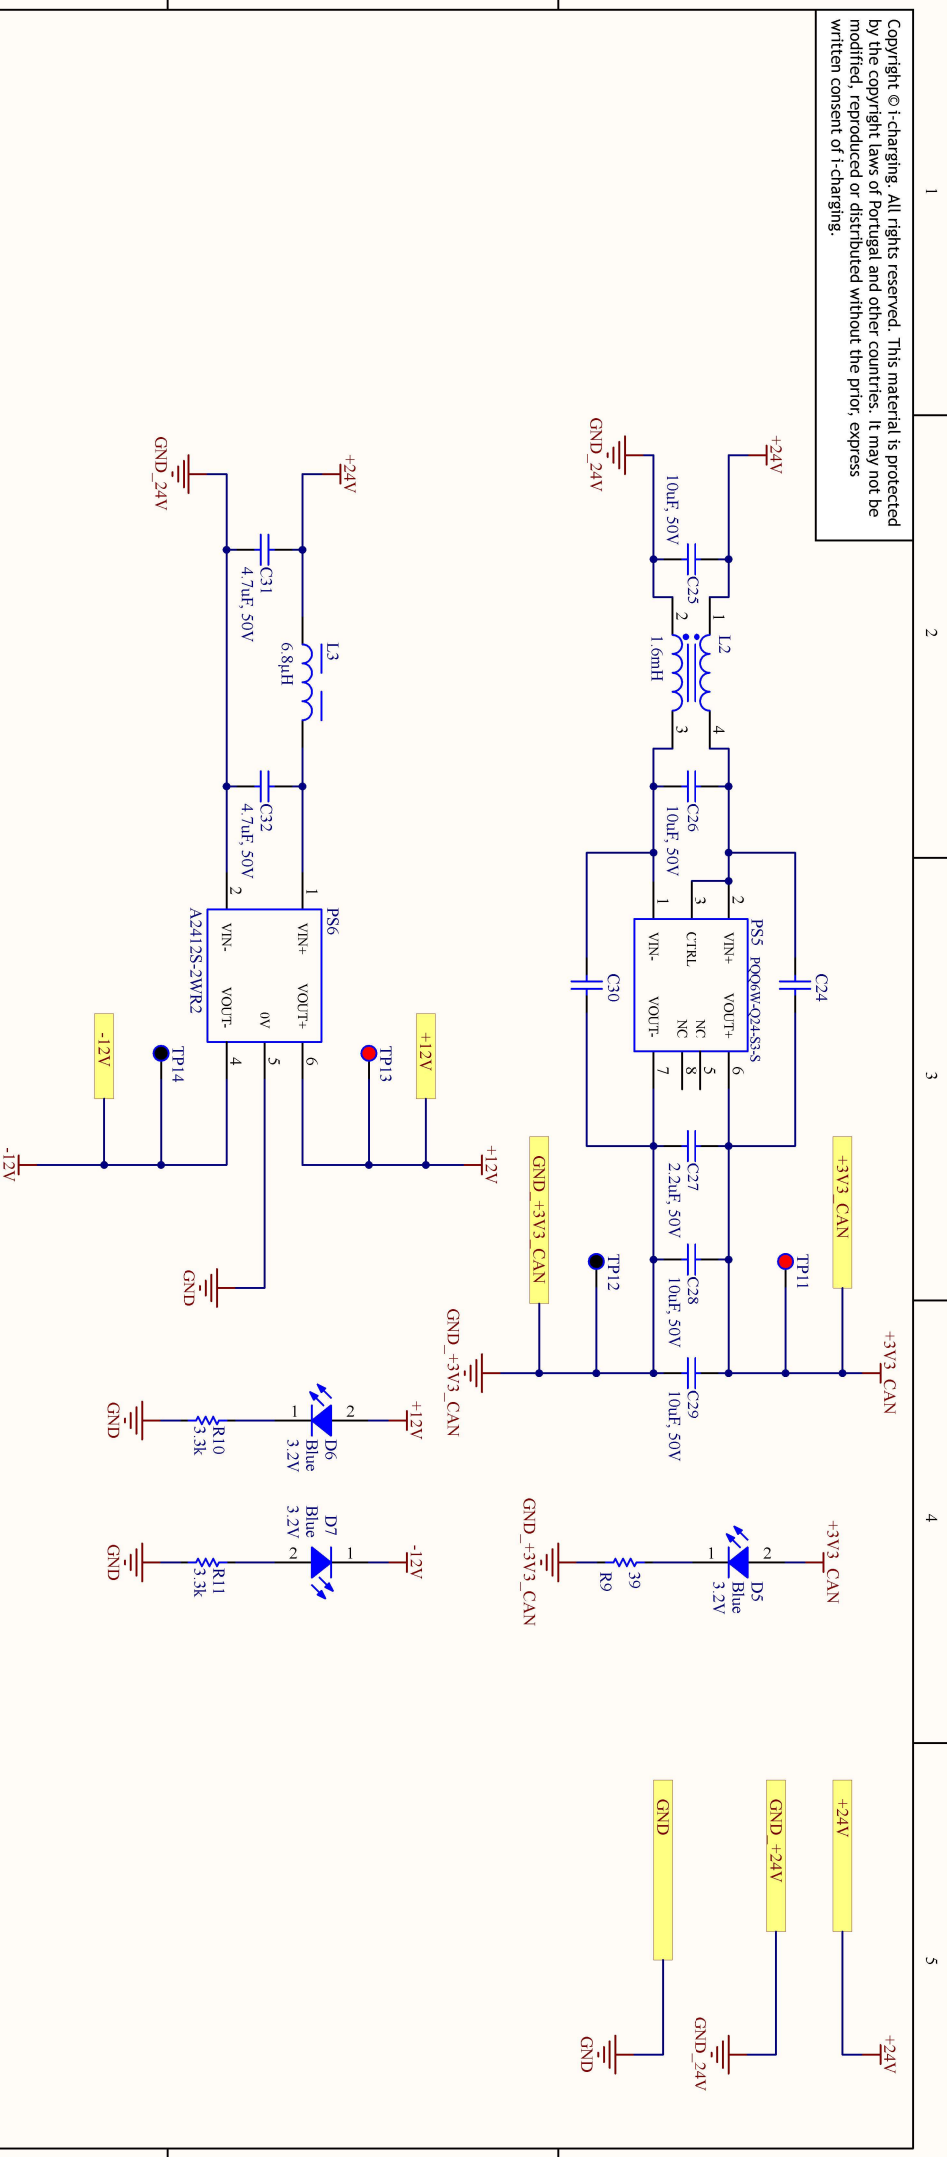 Copyright © i-charging. All rights reserved. This material is protected
by the copyright laws of Portugal and other countries. It may not be
modified, reproduced or distributed without the prior, express
written consent of i-charging.
1
2
3
4
5
+24V
GND_24V
10uF, 50V
C25
1
2
L2
1.6mH
4
3
C26
10uF, 50V
C24
C30
PS5
PQQ6W-Q24-S3-S
2
3
1
VIN+
CTRL
VIN-
VOUT+
NC
NC
VOUT-
6
5
8
7
C27
2.2uF, 50V
C28
10uF, 50V
C29
10uF, 50V
+3V3_CAN
TP11
+3V3_CAN
TP12
GND_+3V3_CAN
GND_+3V3_CAN
+3V3_CAN
2
1
D5
Blue
3.2V
39
R9
GND_+3V3_CAN
+24V
+24V
GND_+24V
GND_24V
GND
GND
+24V
GND_24V
C31
4.7uF, 50V
L3
6.8µH
C32
4.7uF, 50V
PS6
A2412S-2WR2
1
2
VIN+
VIN-
VOUT+
0V
VOUT-
6
5
4
+12V
TP13
+12V
TP14
-12V
-12V
GND
+12V
2
1
D6
Blue
3.2V
R10
3.3k
GND
-12V
1
2
D7
Blue
3.2V
R11
3.3k
GND